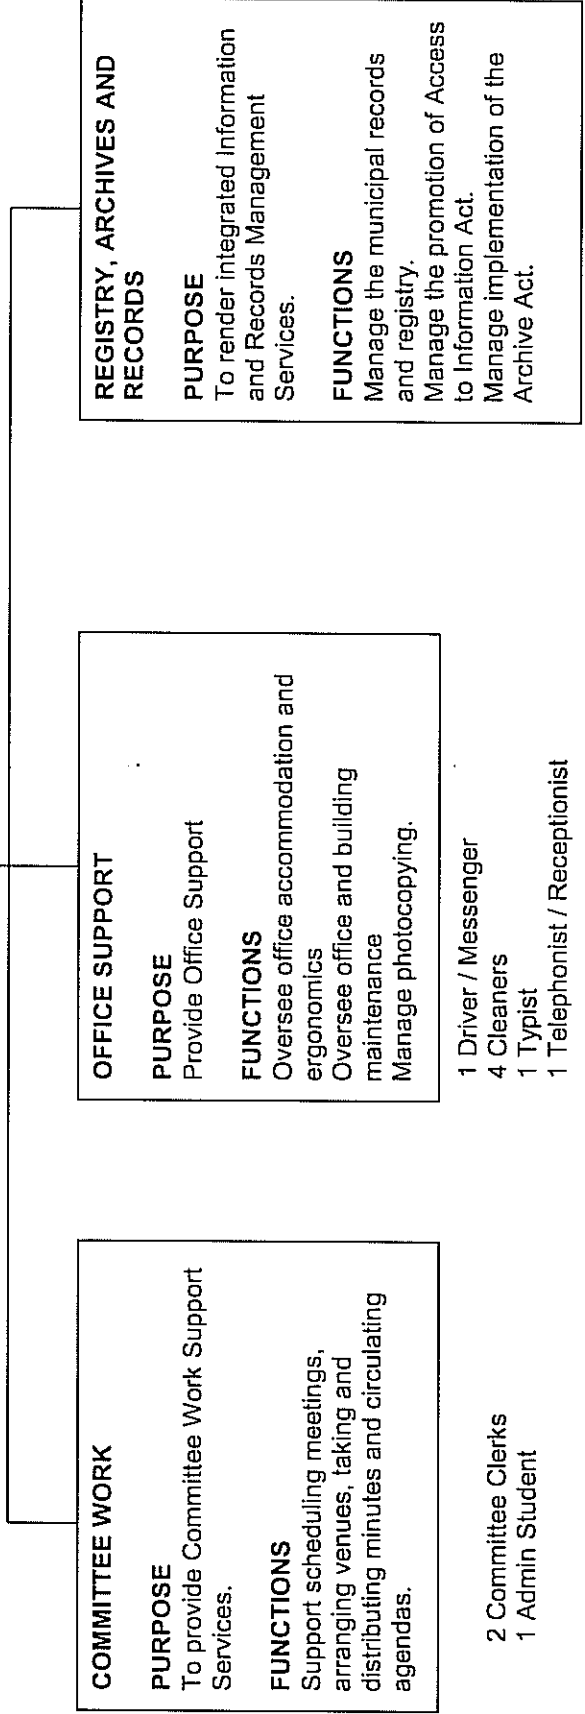 COMMITTEE WORK
PURPOSE
To provide Committee Work Support
Services.
FUNCTIONS
Support scheduling meetings,
arranging venues, taking and
distributing minutes and circulating
agendas.
2 Committee Clerks
1 Admin Student
OFFICE SUPPORT
PURPOSE
Provide Office Support
FUNCTIONS
Oversee office accommodation and
ergonomics
Oversee office and building
maintenance
Manage photocopying.
1 Driver / Messenger
4 Cleaners
1 Typist
1 Telephonist / Receptionist
REGISTRY, ARCHIVES AND
RECORDS
PURPOSE
To render integrated Information
and Records Management
Services.
FUNCTIONS
Manage the municipal records
and registry.
Manage the promotion of Access
to Information Act.
Manage implementation of the
Archive Act.